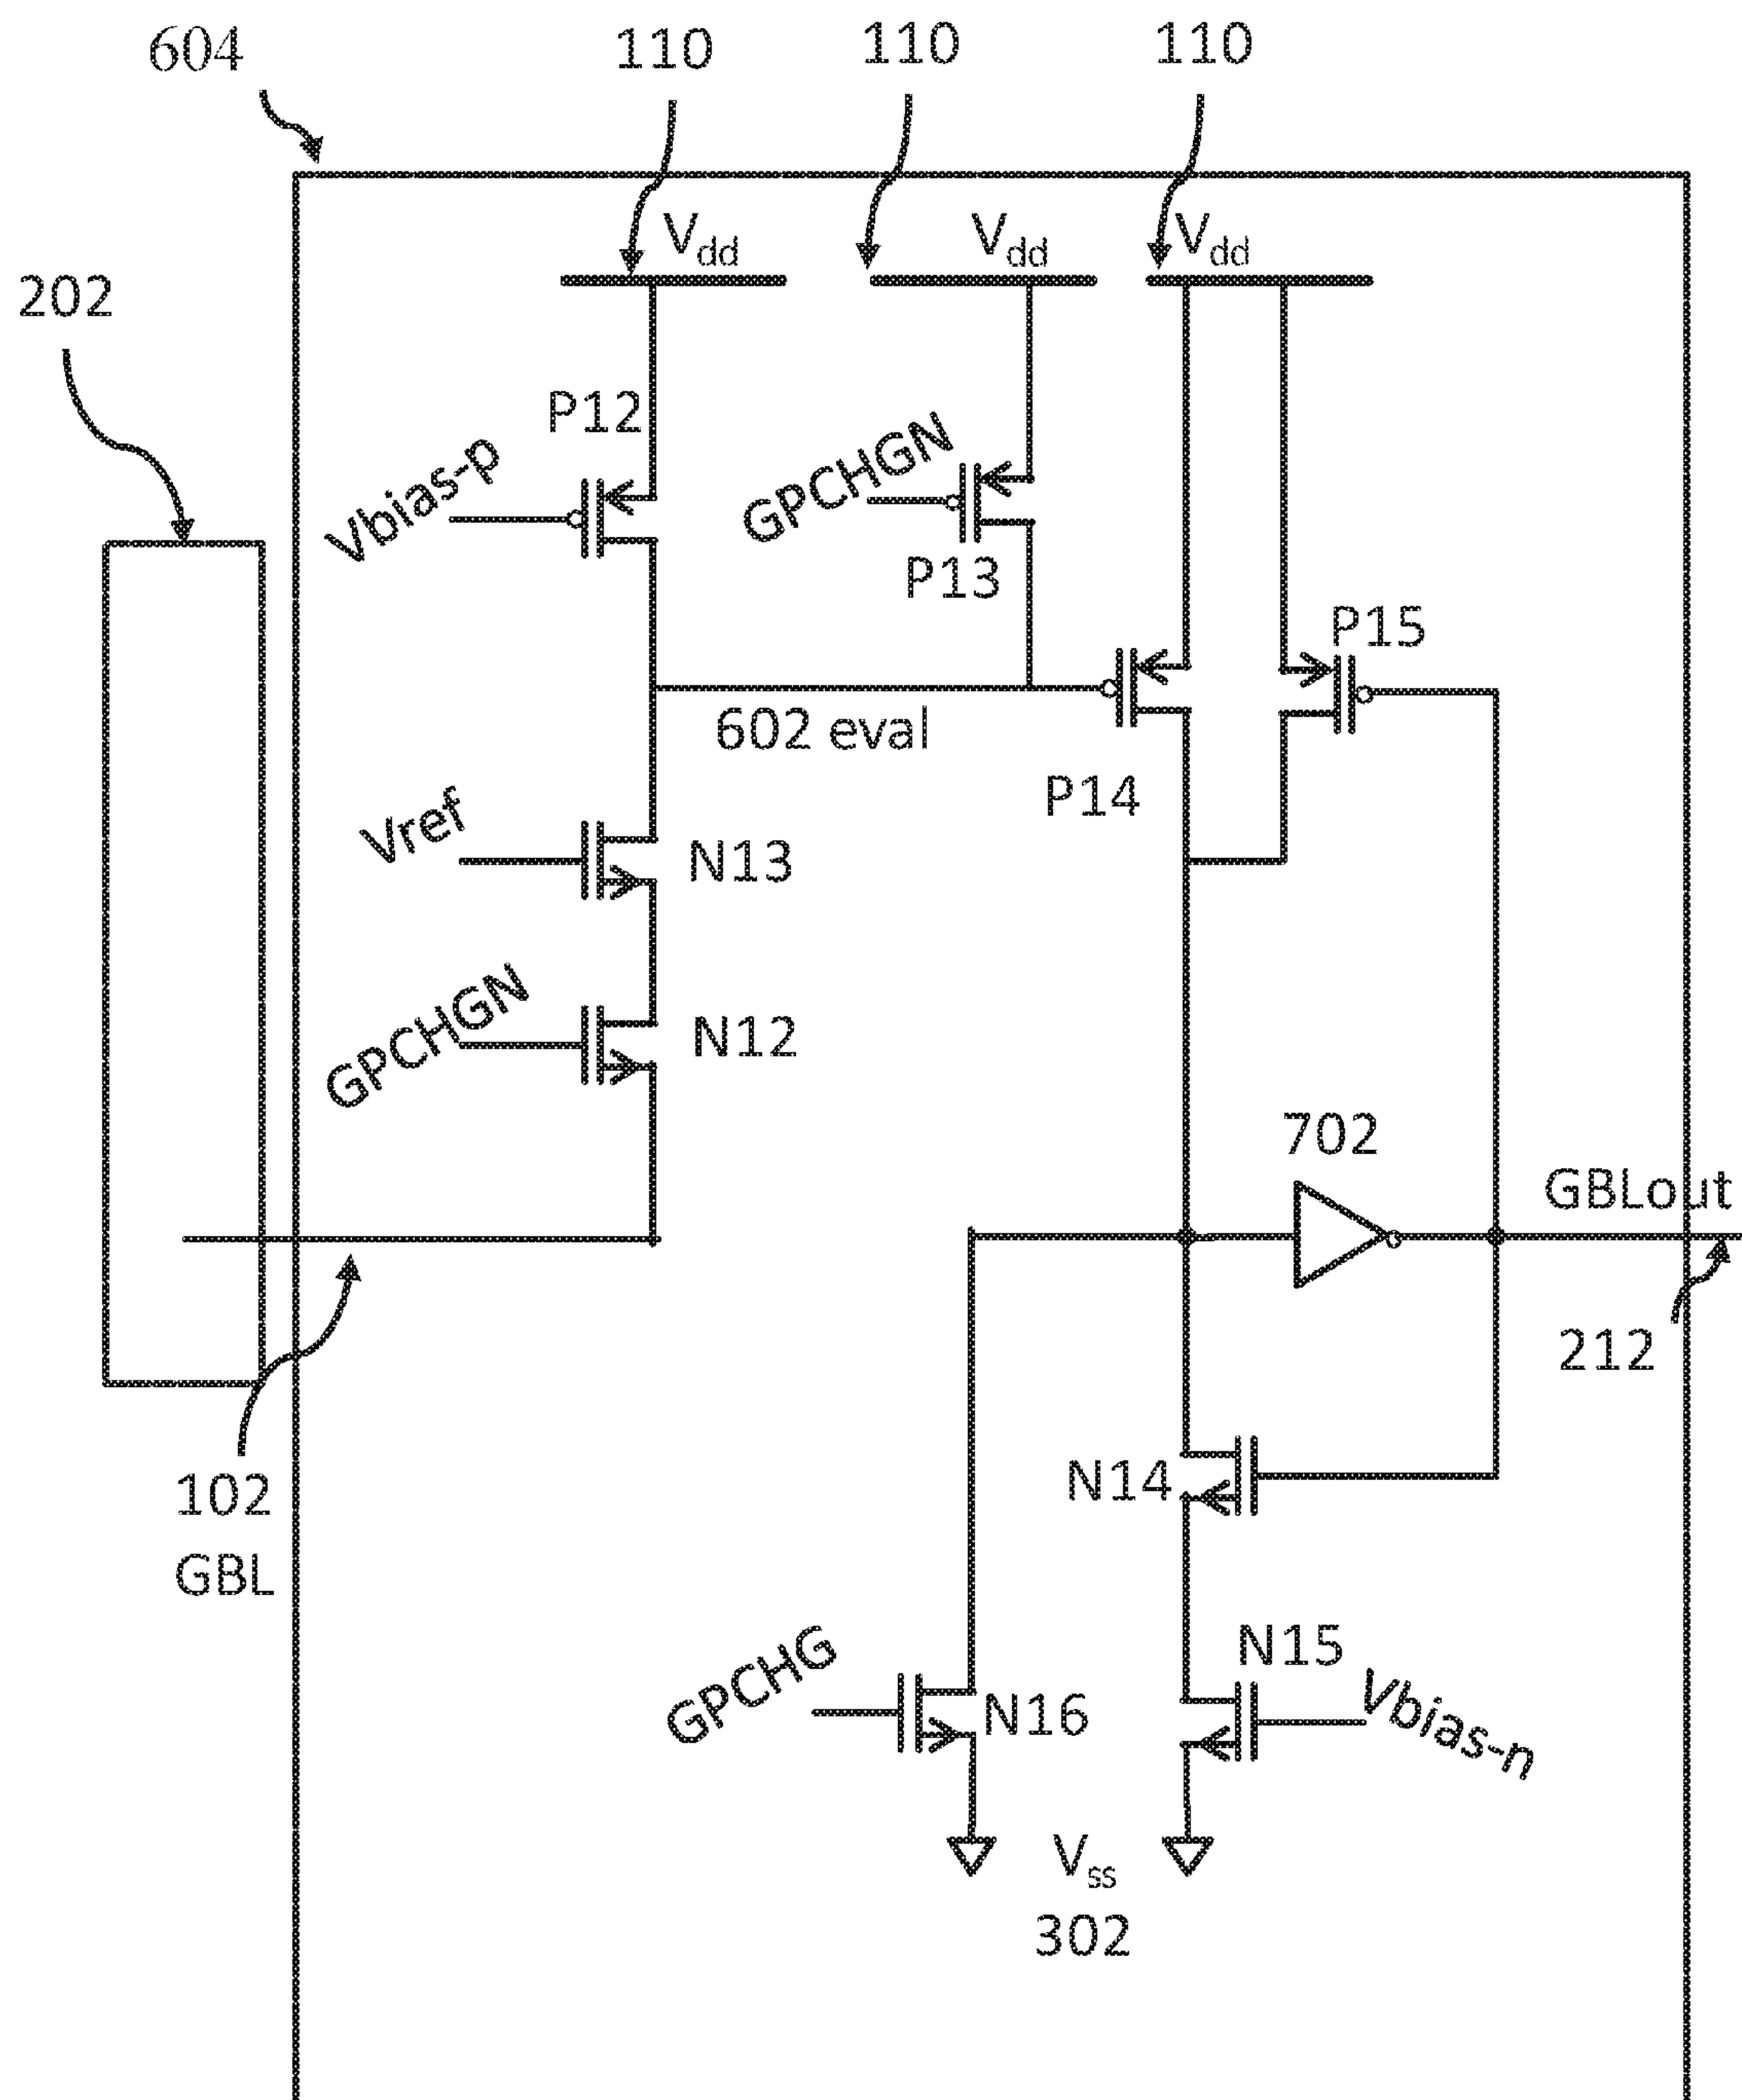 604
110
110
110
Vdd
Vdd
Vdd
202
P12
Vbias-p
GPCHGN
P13
P15
602 eval
P14
Vref
N13
GPCHGN
N12
702
GBLout
212
102
GBL
N14
GPCHG
N16
N15
Vbias-n
Vss
302